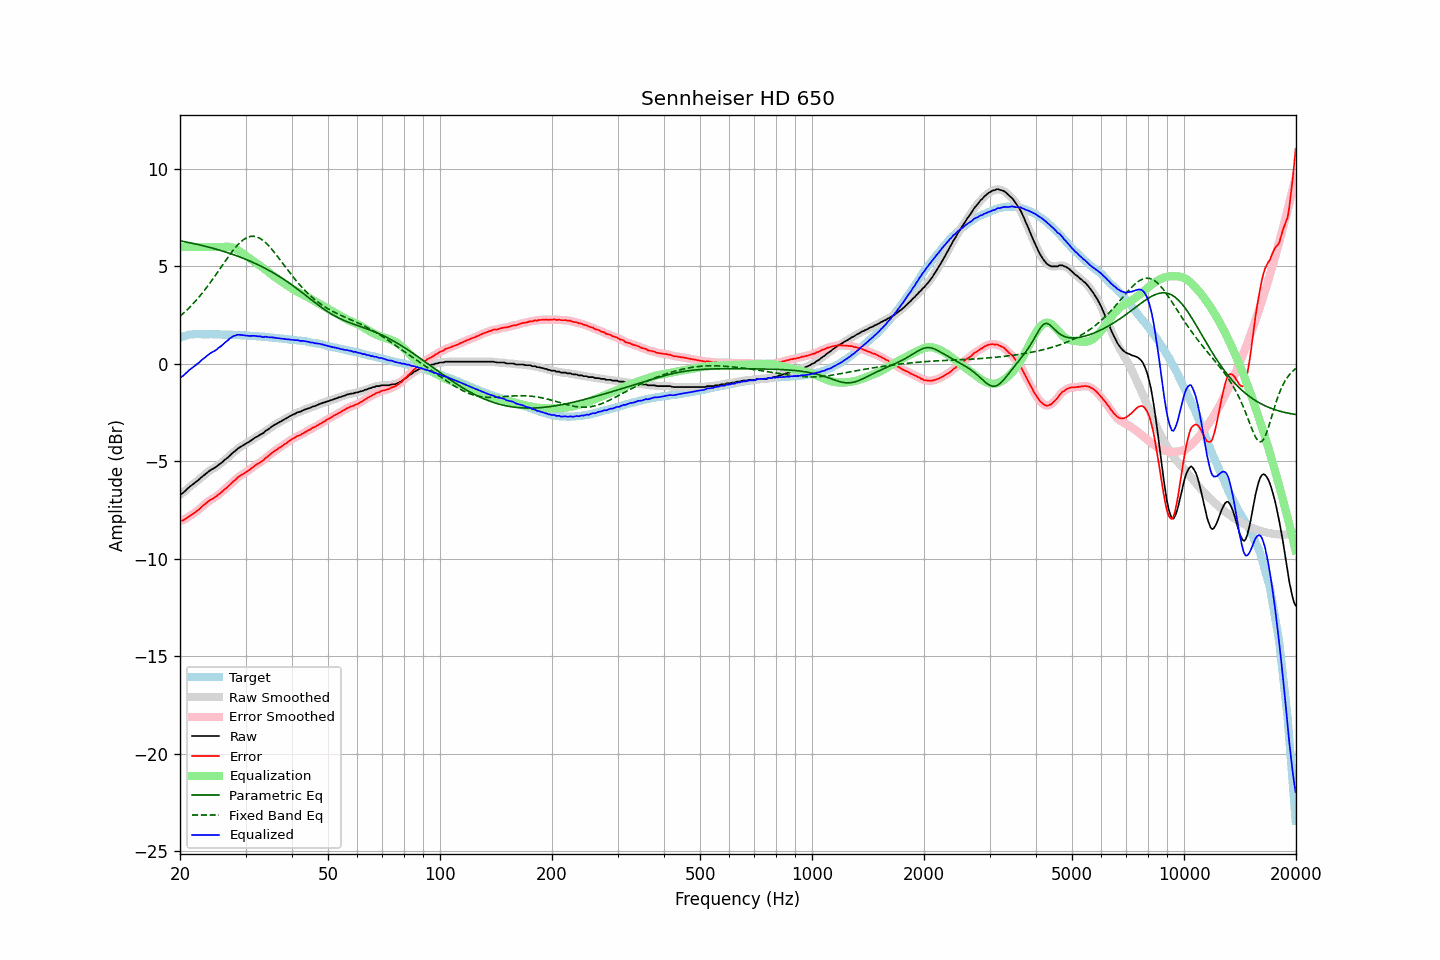 Sennheiser HD 650
Amplitude (dBr)
10
5
0
−5
−10
−15
−20
−25
Target
Raw Smoothed
Error Smoothed
Raw
Error
Equalization
Parametric Eq
Fixed Band Eq
Equalized
20 50 100 200 500 1000 2000 5000 10000 20000
Frequency (Hz)